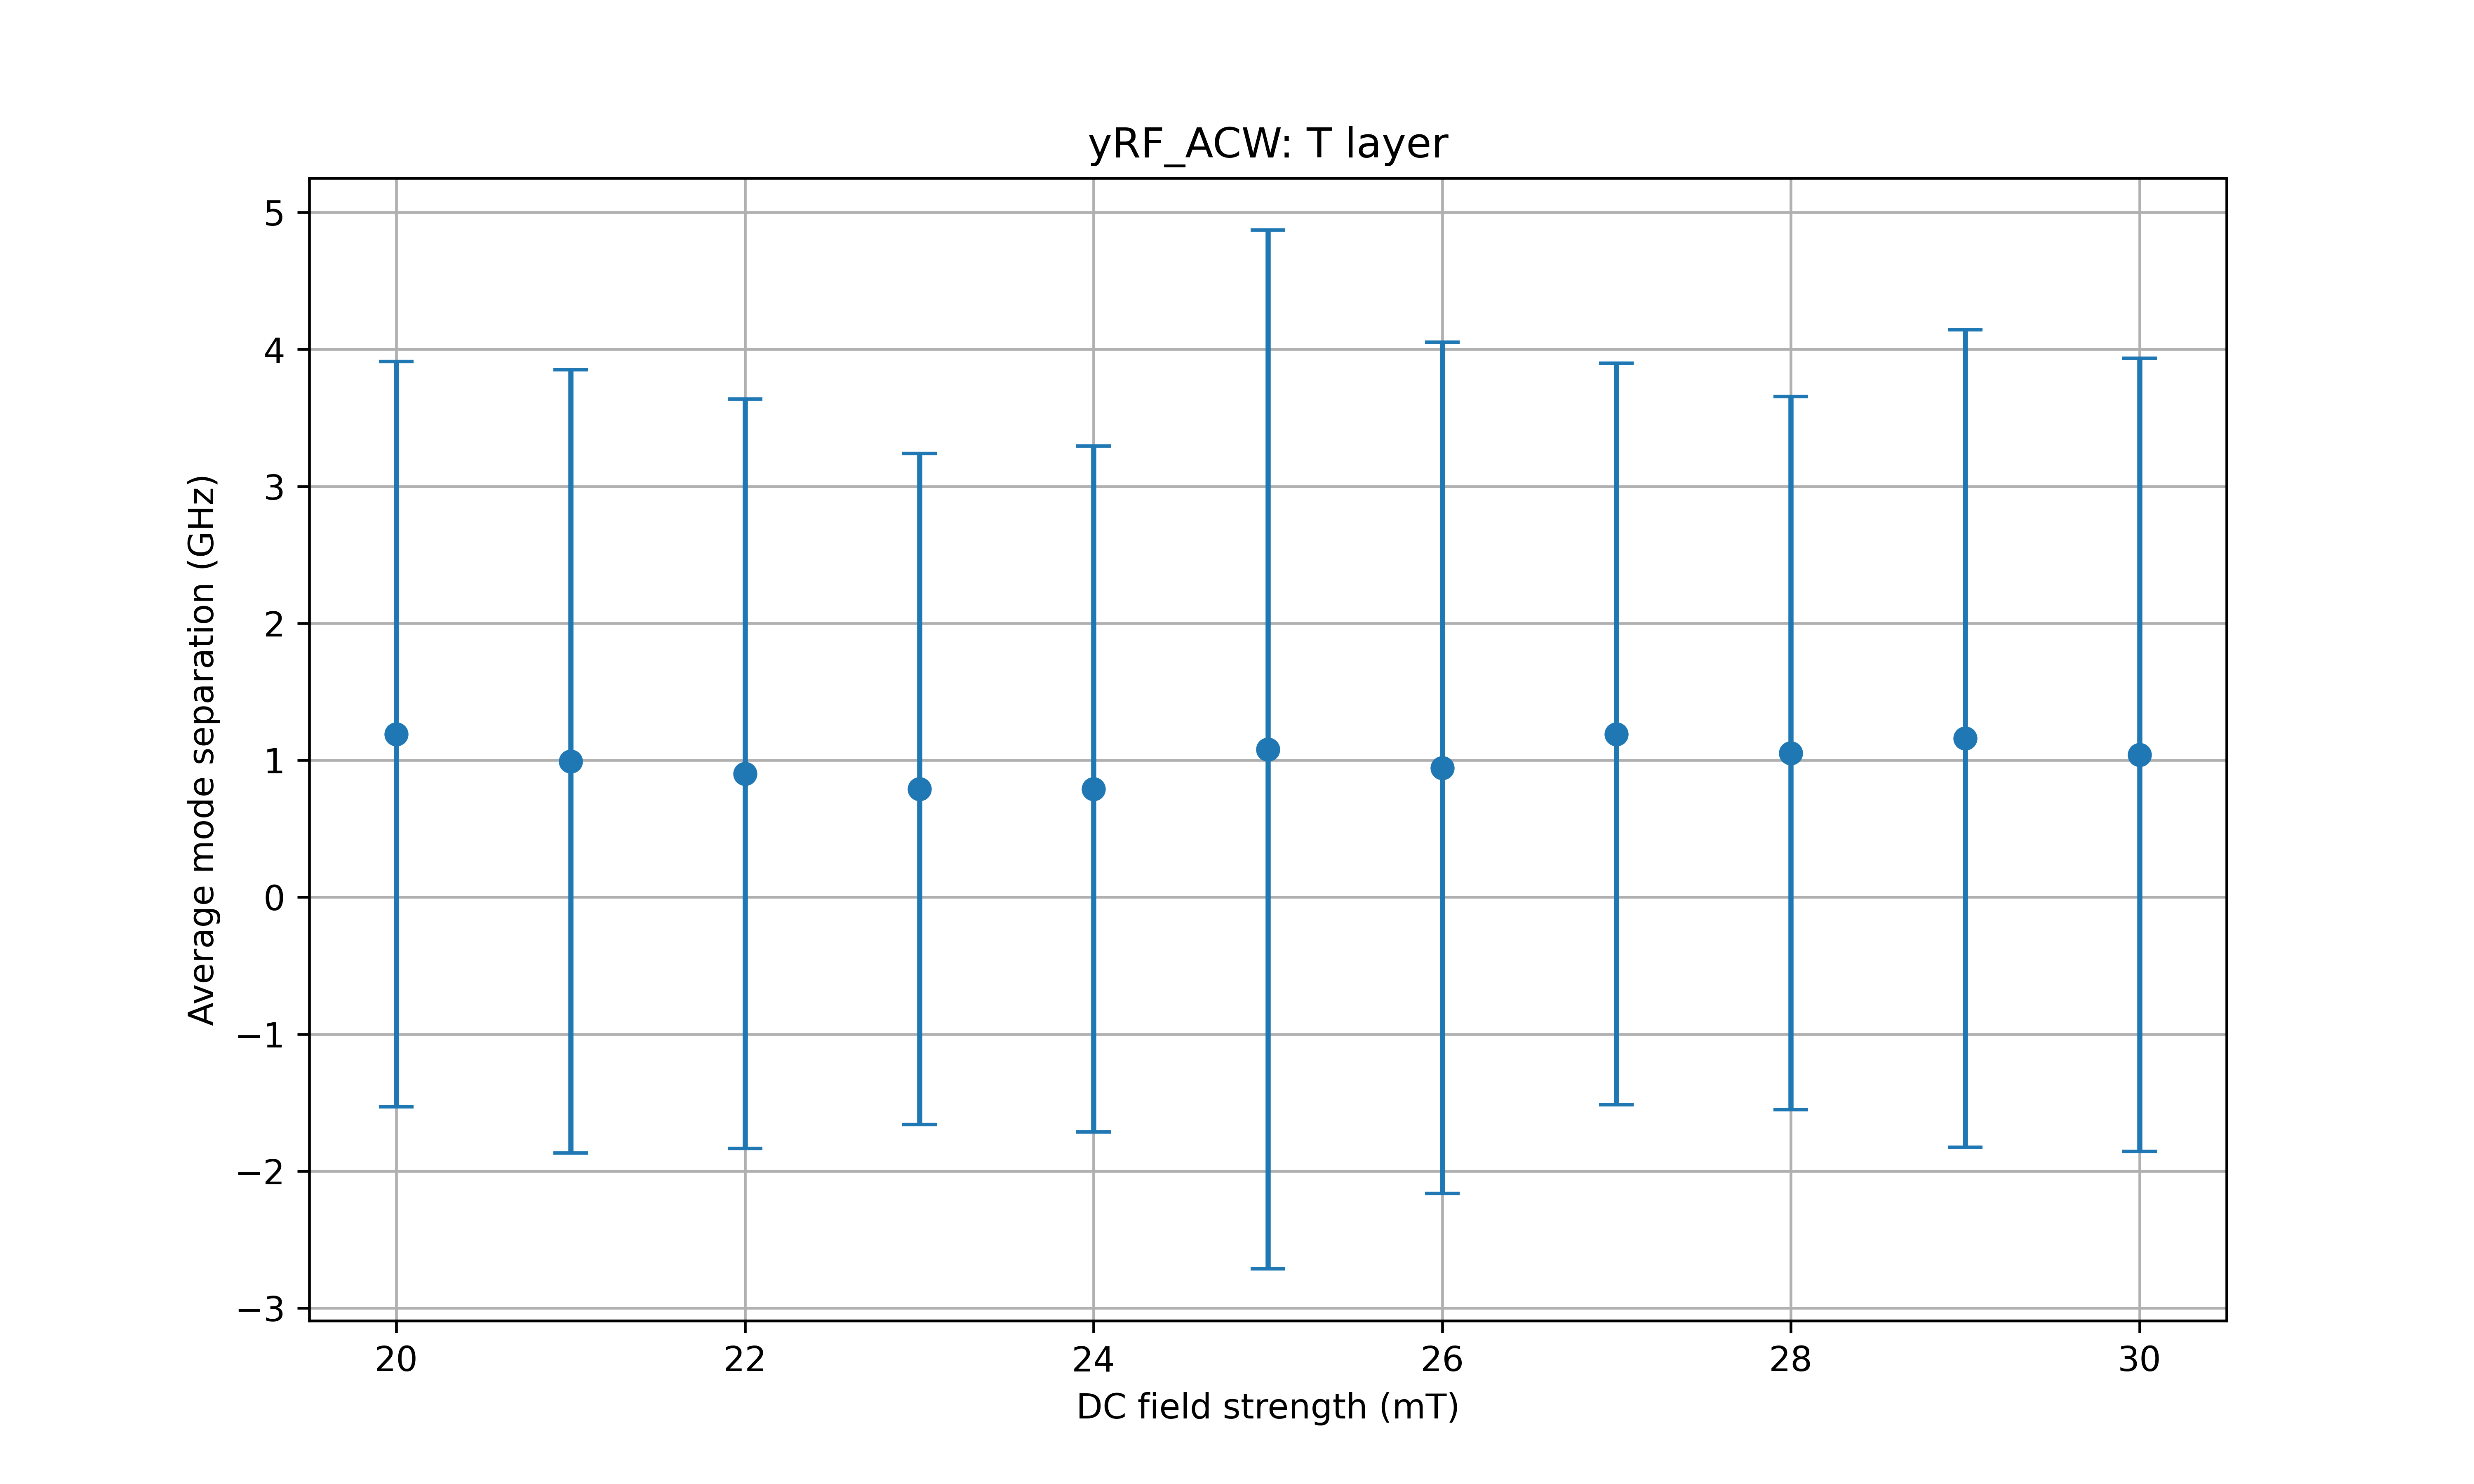 yRF_ACW: T layer
5
4
3
2
1
0
−1
−2
−3
Average mode separation (GHz)
20 22 24 26 28 30
DC field strength (mT)